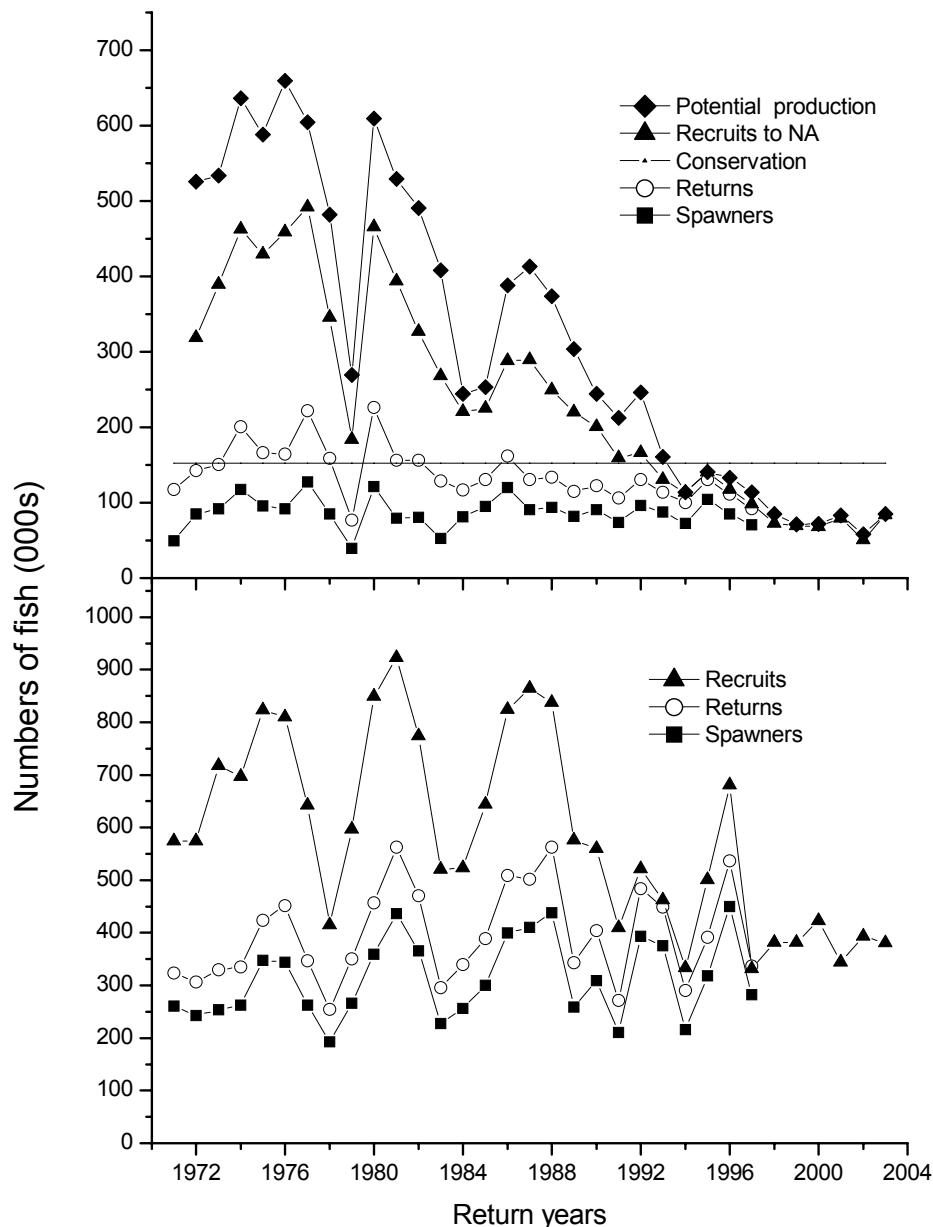 700
600
500
400
300
200
100
0
Potential production
Recruits to NA
Conservation
Returns
Spawners
Numbers of fish (000s)
1000
900
800
700
600
500
400
300
200
100
0
Recruits
Returns
Spawners
1972 1976 1980 1984 1988 1992 1996 2000 2004
Return years